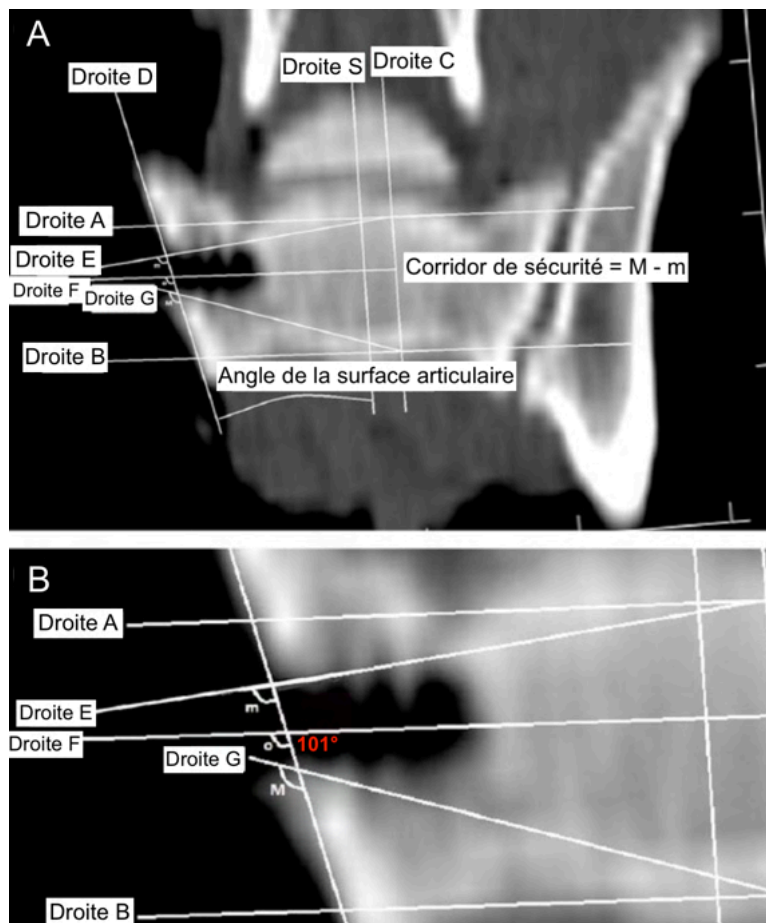 A
Droite S
Droite C
Droite D
Droite A
Droite E
m
Corridor de sécurité = M - m
Droite F
Droite G
Droite B
Angle de la surface articulaire
B
Droite A
m
Droite E
Droite F
o
101°
Droite G
M
Droite B